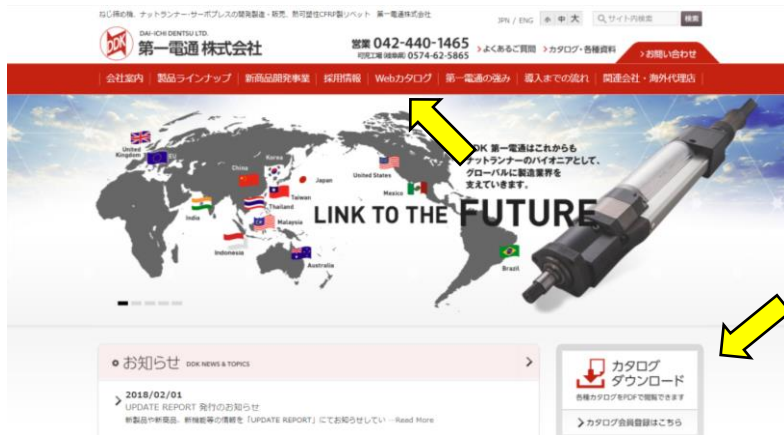 ねじ締め機、ナットランナー・サーボプレスの開発製造・販売、熱可塑性CFRP製リベット 第一電通株式会社
JPN / ENG 小 中 大 サイト内検索 検索
DDK
DAI-ICHI DENTSU LTD.
第一電通 株式会社
営業 042-440-1465
可児工場(岐阜県) 0574-62-5865
>よくあるご質問 >カタログ・各種資料 >お問い合わせ
会社案内 製品ラインナップ 新商品開発事業 採用情報 Webカタログ 第一電通の強み 導入までの流れ 関連会社・海外代理店
United Kingdom
China
Korea
Japan
Taiwan
Thailand
India
Malaysia
Indonesia
Australia
United States
Mexico
Brazil
DDK 第一電通はこれからも
ナットランナーのパイオニアとして、
グローバルに製造業界を
支えていきます。
LINK TO THE FUTURE
お知らせ DDK NEWS & TOPICS >
> 2018/02/01
UPDATE REPORT 発行のお知らせ
新製品や新商品、新機能等の情報を「UPDATE REPORT」にてお知らせしてい …Read More
カタログ
ダウンロード
各種カタログをPDFで閲覧できます
>カタログ会員登録はこちら